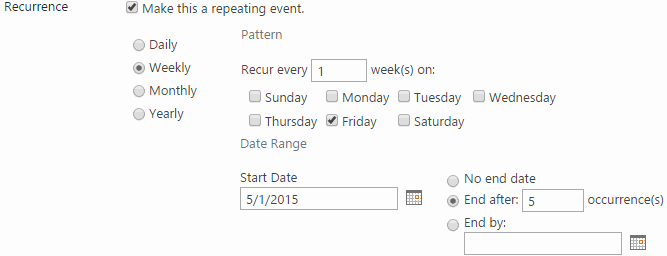 Recurrence Make this a repeating event.
Pattern
Daily
Weekly
Monthly
Yearly
Recur every 1 week(s) on:
Sunday Monday Tuesday Wednesday
Thursday Friday Saturday
Date Range
Start Date
5/1/2015
No end date
End after: 5 occurrence(s)
End by: